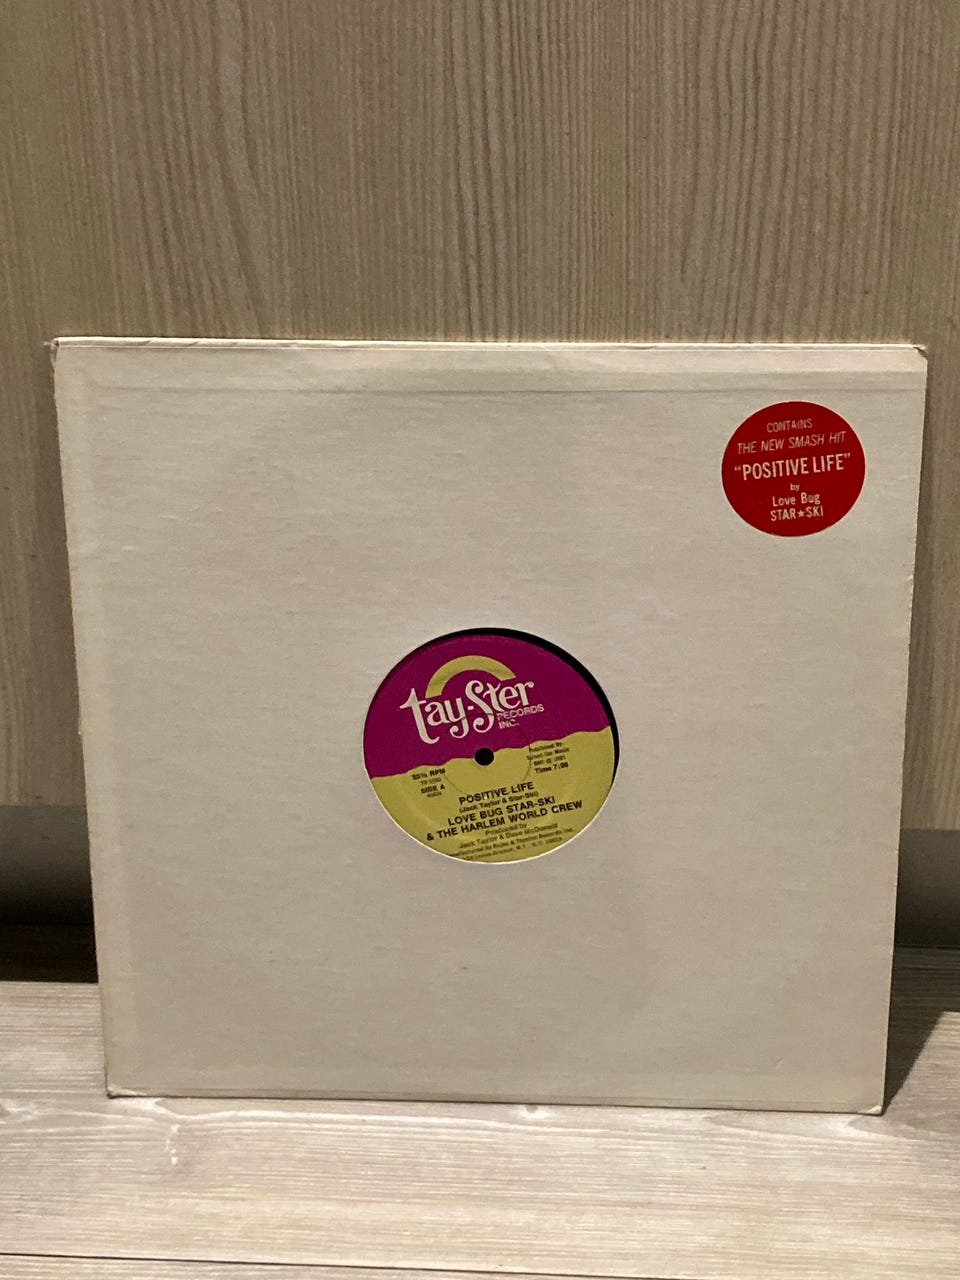 CONTAINS
THE NEW SMASH HIT
"POSITIVE LIFE"
by
Love Bug
STAR★SKI
tay-Ster
RECORDS
INC.
33⅓ RPM
SIDE A
Published by
Time 7:00
POSITIVE LIFE
(Jack Taylor & Star-Ski)
LOVE BUG STAR-SKI
& THE HARLEM WORLD CREW
Produced by
Jack Taylor & Dave McDonald